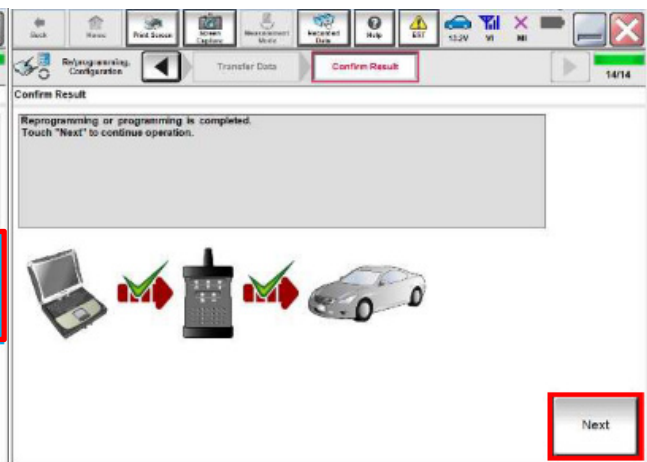 Back
Home
Print Screen
Screen Capture
Measurement Mode
Recorded Data
Help
ERT
13.2V
VI
MI
Re/programming, Configuration
Transfer Data
Confirm Result
14/14
Confirm Result
Reprogramming or programming is completed.
Touch "Next" to continue operation.
Next